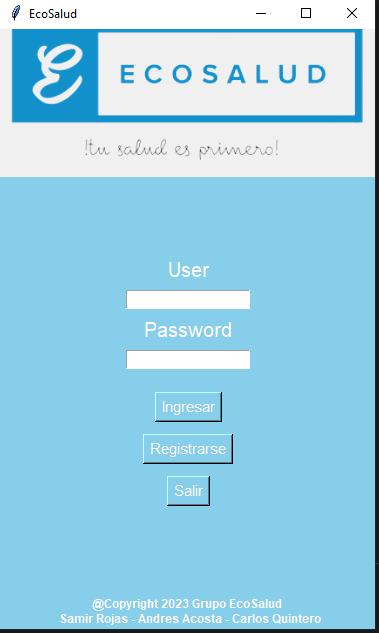 EcoSalud
E ECOSALUD
!tu salud es primero!
User
Password
Ingresar
Registrarse
Salir
@Copyright 2023 Grupo EcoSalud
Samir Rojas - Andres Acosta - Carlos Quintero